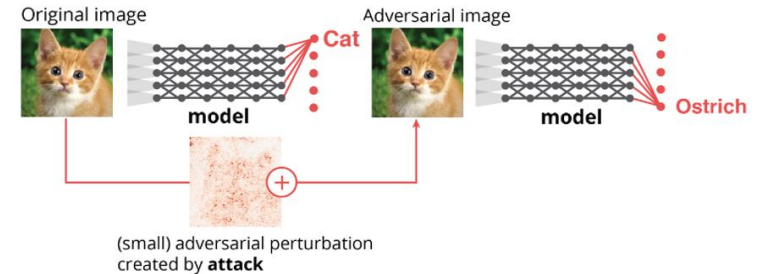 Original image
Adversarial image
Cat
Ostrich
model
model
(small) adversarial perturbation
created by attack